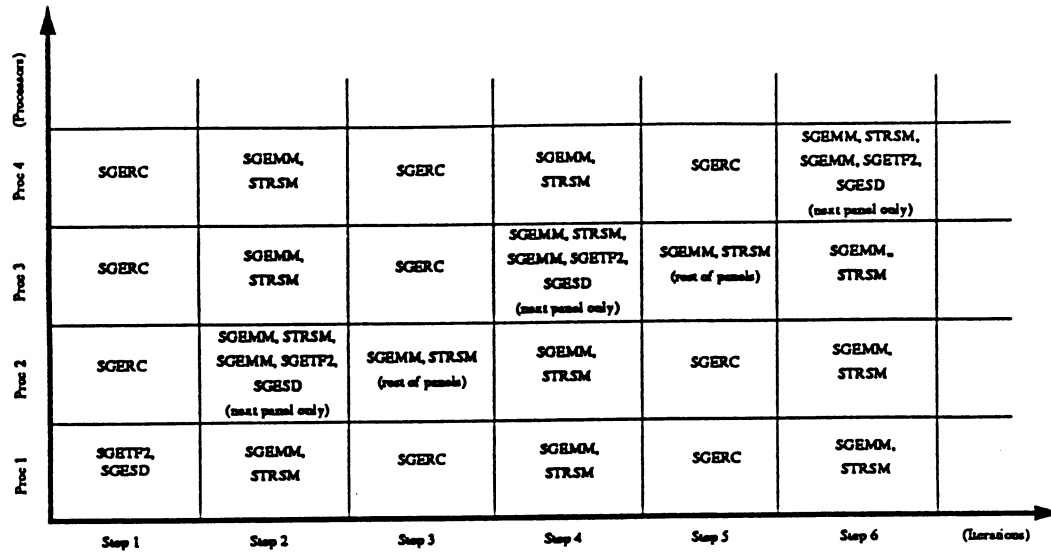 (Processors)
Proc 4
SGERC
SGEMM,
STRSM
SGERC
SGEMM,
STRSM
SGERC
SGEMM, STRSM,
SGEMM, SGETF2,
SGESD
(next panel only)
Proc 3
SGERC
SGEMM,
STRSM
SGERC
SGEMM, STRSM,
SGEMM, SGETF2,
SGESD
(next panel only)
SGEMM, STRSM
(rest of panels)
SGEMM,,
STRSM
Proc 2
SGERC
SGEMM, STRSM,
SGEMM, SGETF2,
SGESD
(next panel only)
SGEMM, STRSM
(rest of panels)
SGEMM,
STRSM
SGERC
SGEMM,
STRSM
Proc 1
SGETF2,
SGESD
SGEMM,
STRSM
SGERC
SGEMM,
STRSM
SGERC
SGEMM,
STRSM
Step 1
Step 2
Step 3
Step 4
Step 5
Step 6
(Iterations)